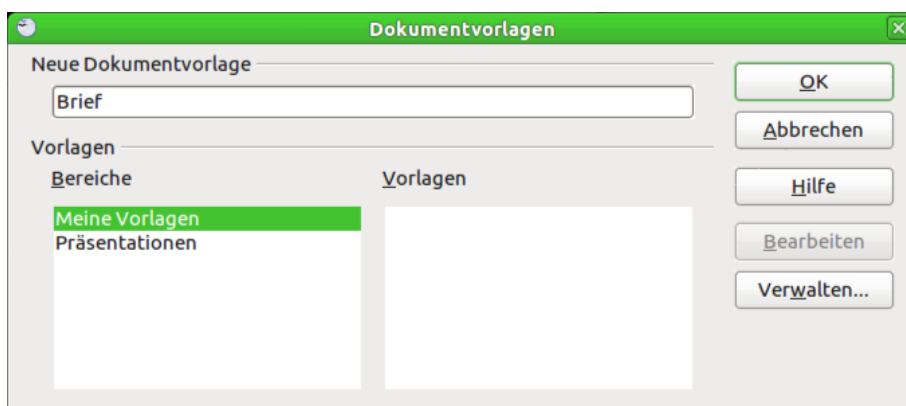 Dokumentvorlagen
Neue Dokumentvorlage
Brief
Vorlagen
Bereiche
Vorlagen
Meine Vorlagen
Präsentationen
OK
Abbrechen
Hilfe
Bearbeiten
Verwalten...